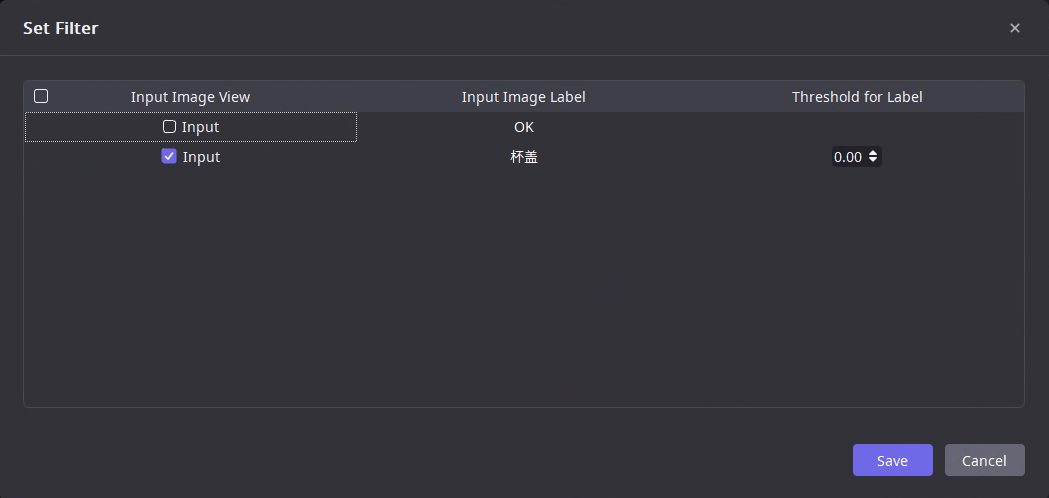 Set Filter
Input Image View Input Image Label Threshold for Label
Input OK
Input 杯盖 0.00
Save Cancel